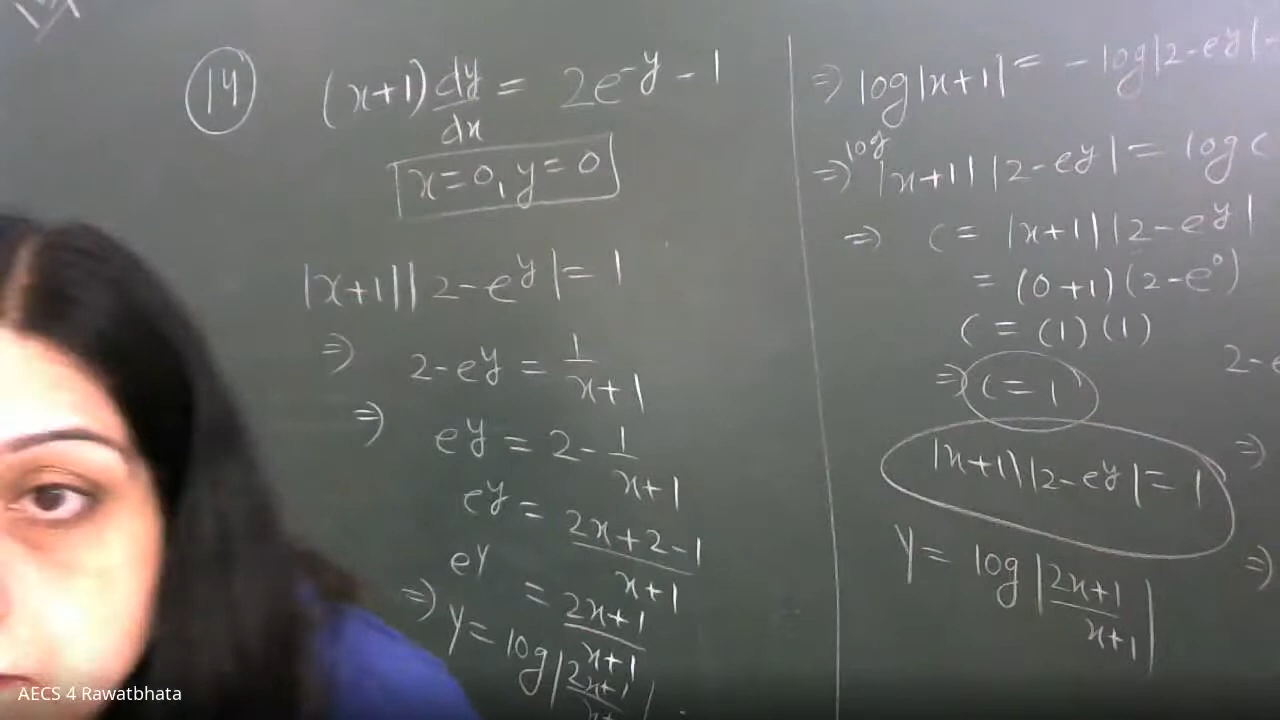 14 (x+1) dy/dx = 2e^-y - 1
x=0, y=0
|x+1| |2-e^y| = 1
⇒ 2-e^y = 1/x+1
⇒ e^y = 2 - 1/x+1
e^y = 2x+2-1/x+1
e^y = 2x+1/x+1
⇒ y = log |2x+1/x+
⇒ log|x+1| = -log|2-e^y| -
⇒ log |x+1| |2-e^y| = log C
⇒ C = |x+1| |2-e^y|
= (0+1) (2-e^0)
C = (1) (1)
⇒ C = 1
|x+1| |2-e^y| = 1
y = log |2x+1/x+1|
2-e
⇒
⇒
AECS 4 Rawatbhata